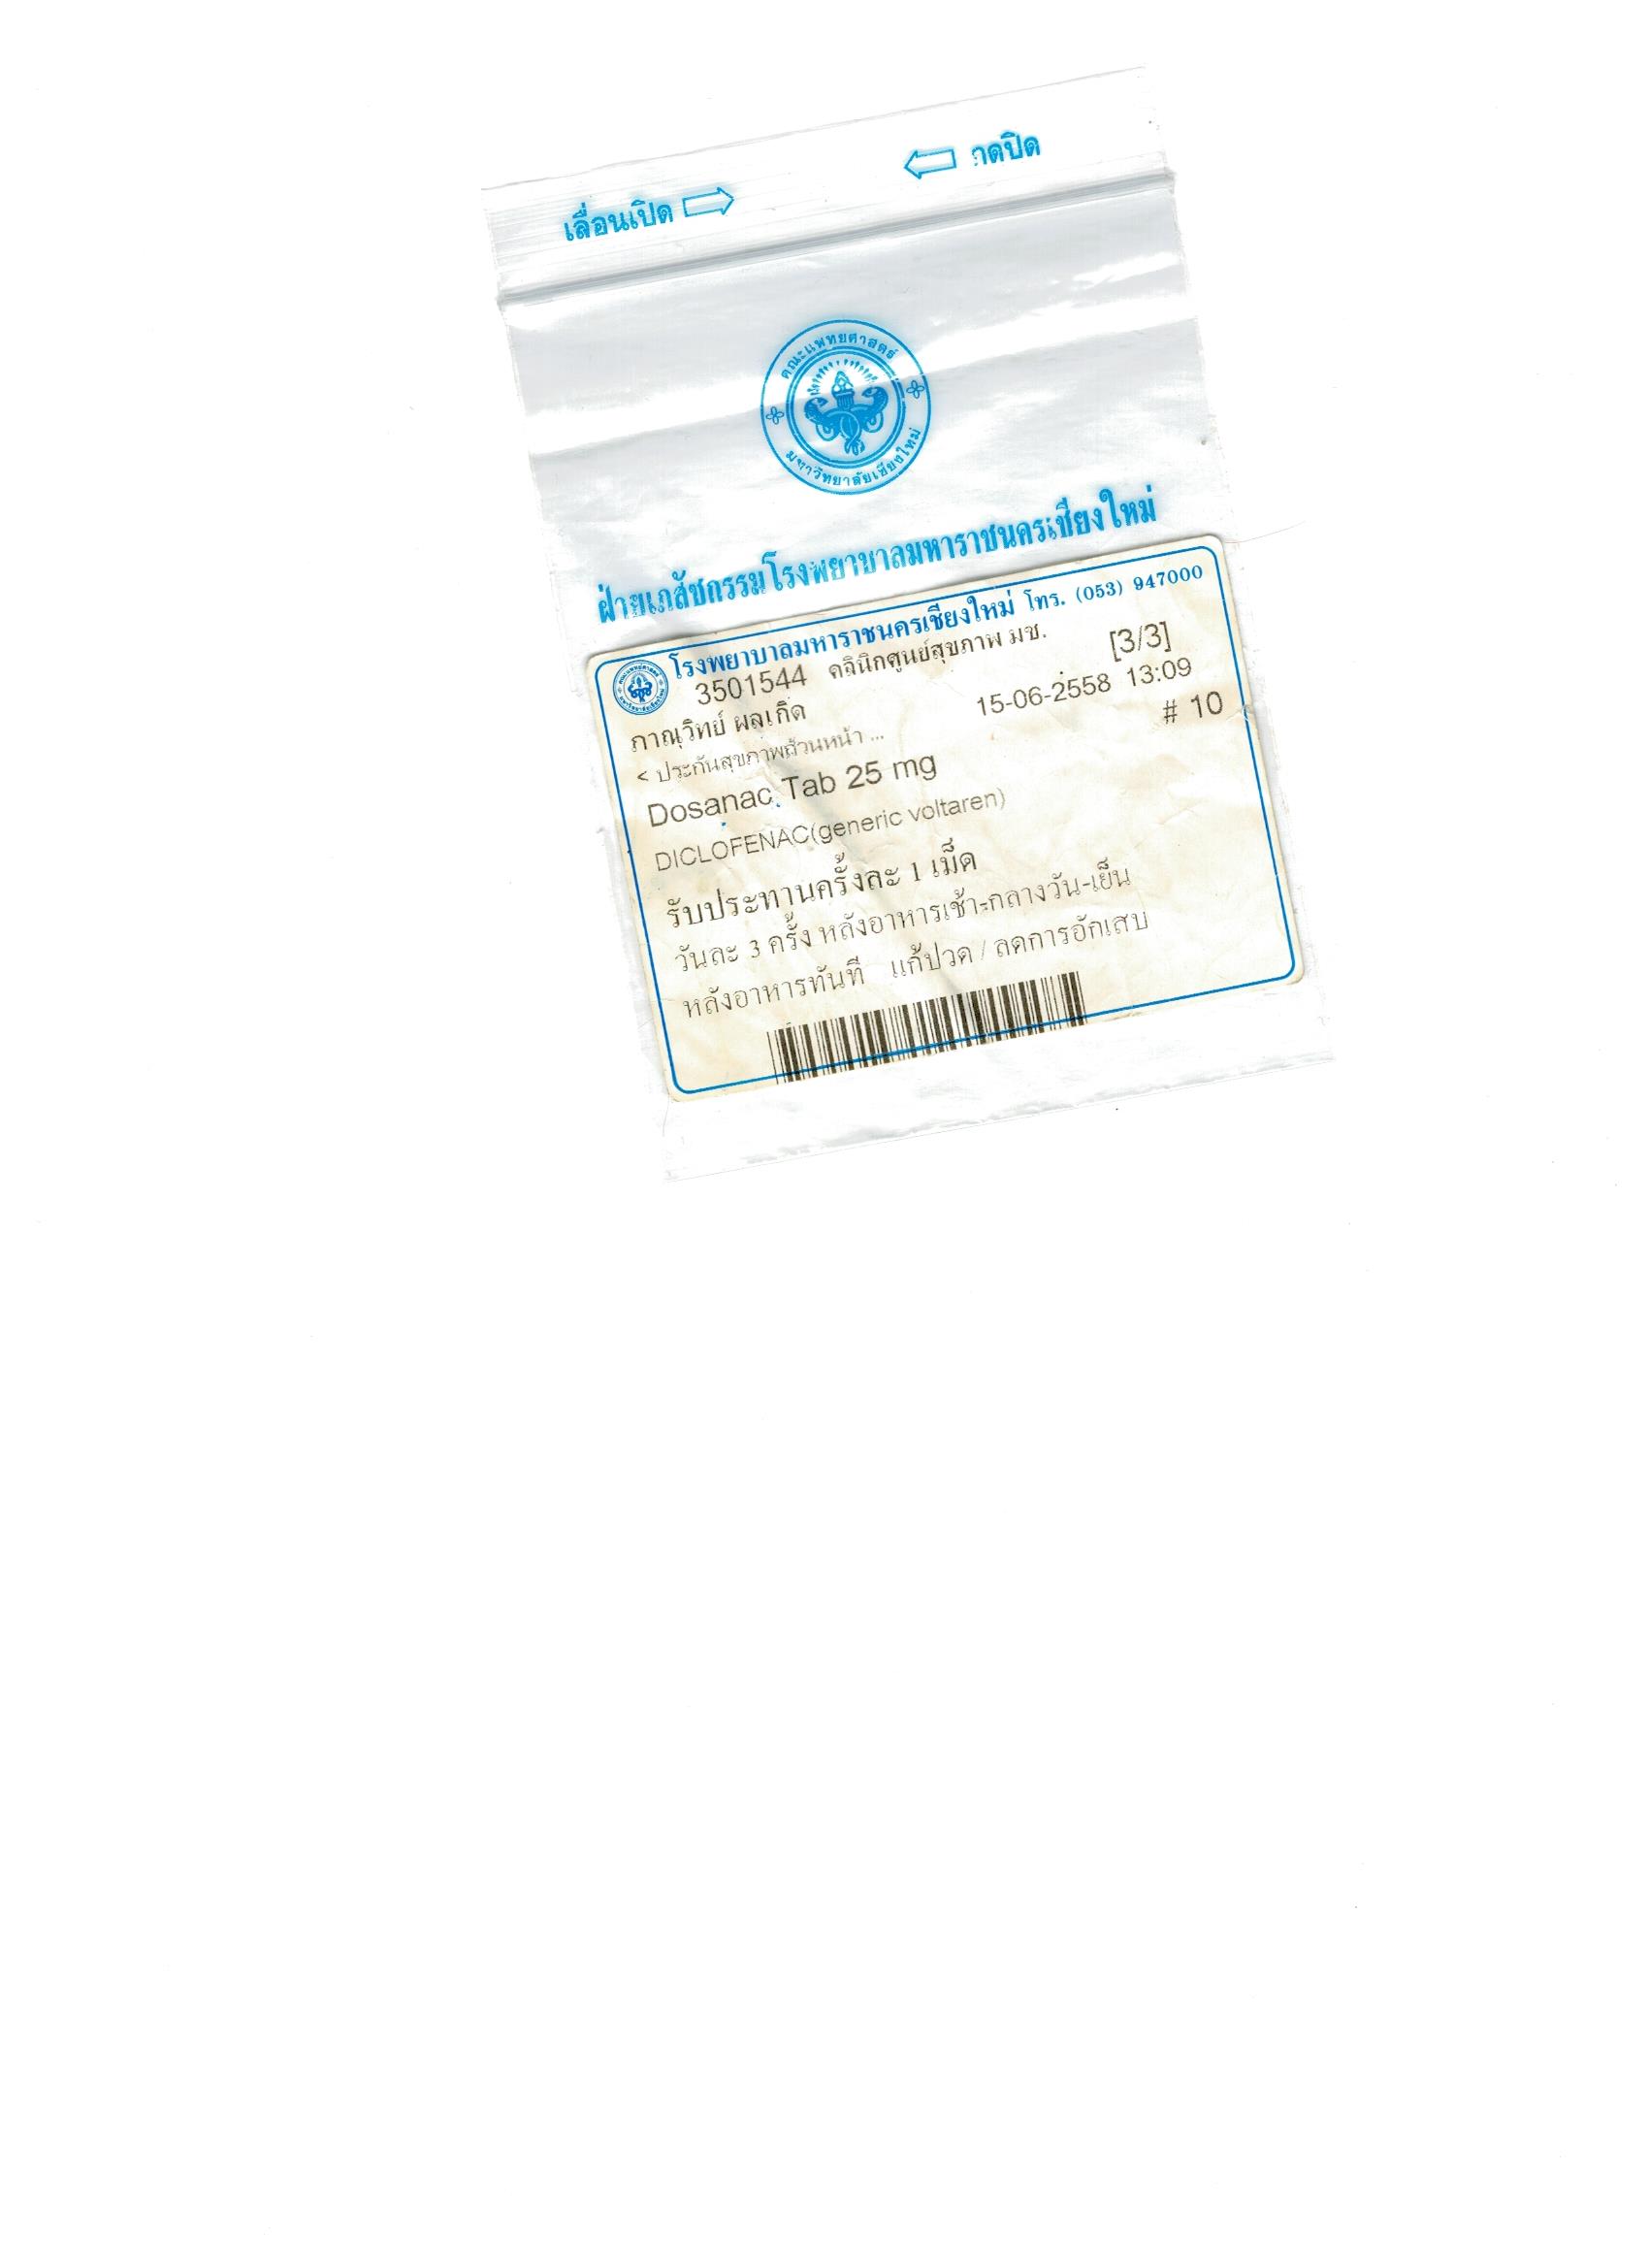 เลื่อนเปิด
กดปิด
คณะแพทยศาสตร์
มหาวิทยาลัยเชียงใหม่
ฝ่ายเภสัชกรรมโรงพยาบาลมหาราชนครเชียงใหม่
โรงพยาบาลมหาราชนครเชียงใหม่ โทร. (053) 947000
3501544 คลินิกศูนย์สุขภาพ มช. [3/3]
ภาณุวิทย์ ผลเกิด 15-06-2558 13:09
< ประกันสุขภาพถ้วนหน้า ... # 10
Dosanac Tab 25 mg
DICLOFENAC(generic voltaren)
รับประทานครั้งละ 1 เม็ด
วันละ 3 ครั้ง หลังอาหารเช้า-กลางวัน-เย็น
หลังอาหารทันที แก้ปวด / ลดการอักเสบ